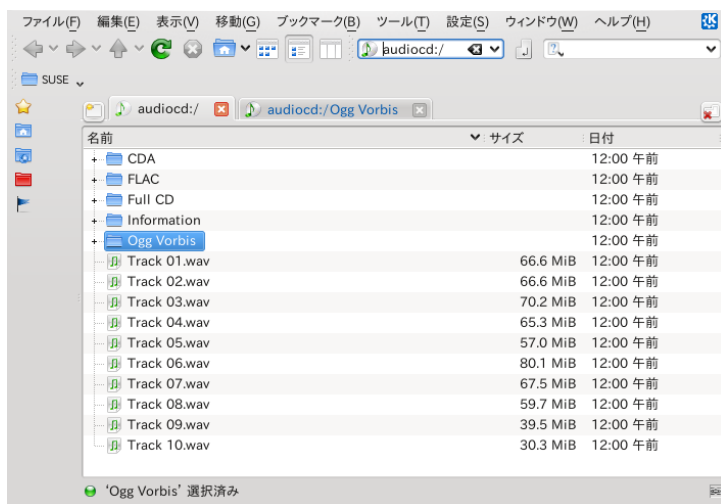 ファイル(F) 編集(E) 表示(V) 移動(G) ブックマーク(B) ツール(T) 設定(S) ウィンドウ(W) ヘルプ(H)
audiocd:/
SUSE
audiocd:/ audiocd:/Ogg Vorbis
名前 サイズ 日付
CDA 12:00 午前
FLAC 12:00 午前
Full CD 12:00 午前
Information 12:00 午前
Ogg Vorbis 12:00 午前
Track 01.wav 66.6 MiB 12:00 午前
Track 02.wav 66.6 MiB 12:00 午前
Track 03.wav 70.2 MiB 12:00 午前
Track 04.wav 65.3 MiB 12:00 午前
Track 05.wav 57.0 MiB 12:00 午前
Track 06.wav 80.1 MiB 12:00 午前
Track 07.wav 67.5 MiB 12:00 午前
Track 08.wav 59.7 MiB 12:00 午前
Track 09.wav 39.5 MiB 12:00 午前
Track 10.wav 30.3 MiB 12:00 午前
‘Ogg Vorbis’ 選択済み